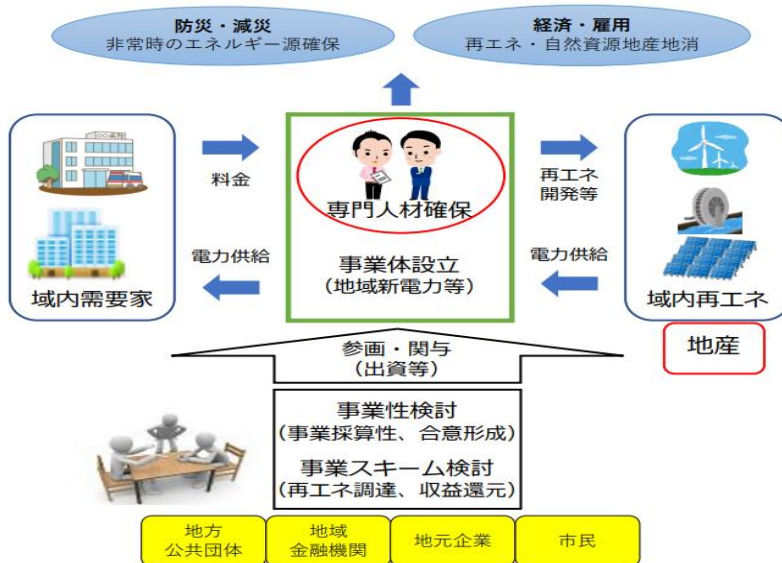 防災・減災
非常時のエネルギー源確保
経済・雇用
再エネ・自然資源地産地消
料金
電力供給
域内需要家
専門人材確保
事業体設立
(地域新電力等)
再エネ
開発等
電力供給
域内再エネ
地産
参画・関与
(出資等)
事業性検討
(事業採算性、合意形成)
事業スキーム検討
(再エネ調達、収益還元)
地方
公共団体
地域
金融機関
地元企業
市民